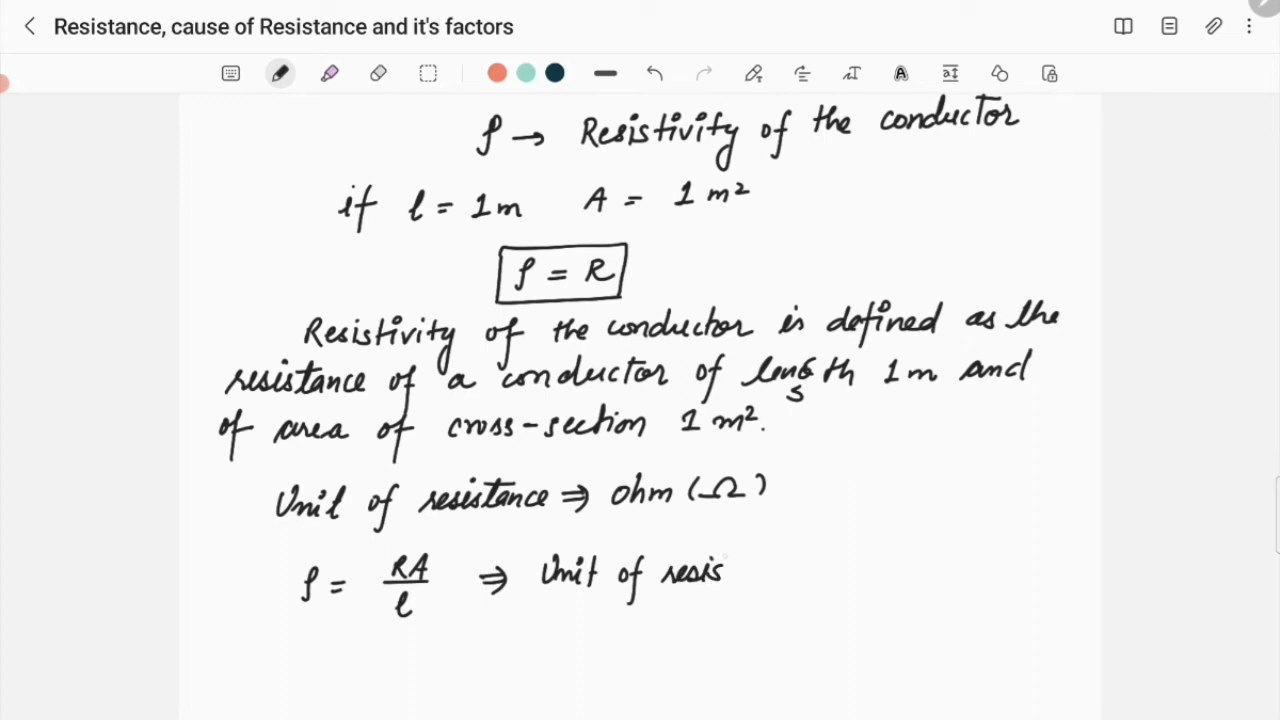 Resistance, cause of Resistance and it's factors
ρ → Resistivity of the conductor
if l = 1m A = 1 m²
ρ = R
Resistivity of the conductor is defined as the
resistance of a conductor of length 1m and
of area of cross-section 1 m².
Unit of resistance ⇒ ohm (Ω)
ρ = RA/l ⇒ Unit of resis